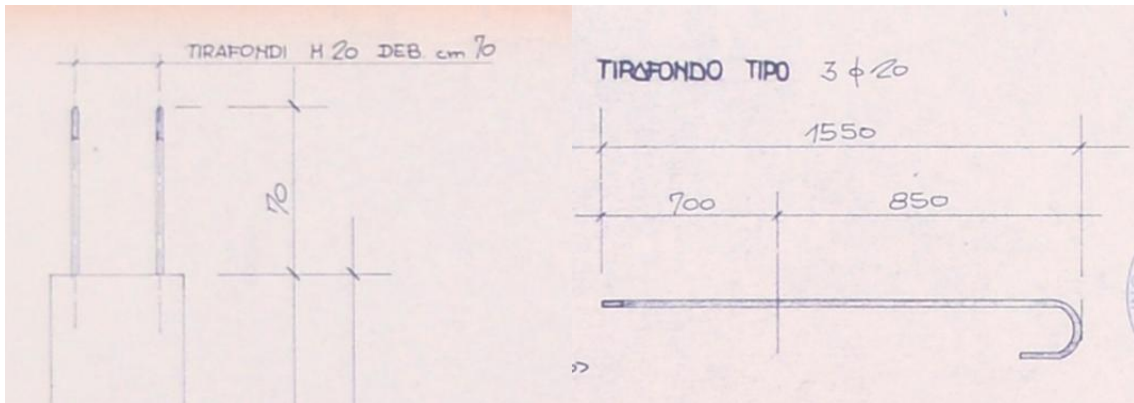 TIRAFONDI M 20 DEB. cm 70
70
TIRAFONDO TIPO 3 ϕ 20
1550
700 850